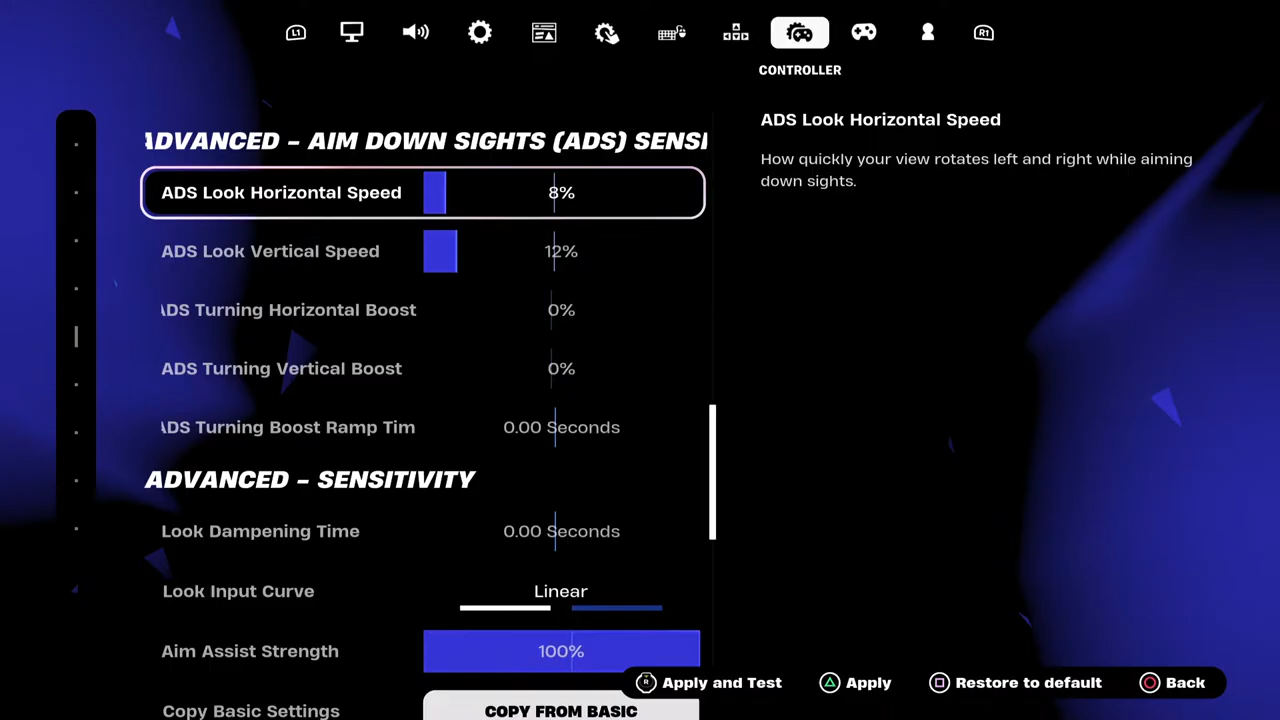 L1
R1
CONTROLLER
ADVANCED – AIM DOWN SIGHTS (ADS) SENSI
ADS Look Horizontal Speed 8%
ADS Look Vertical Speed 12%
ADS Turning Horizontal Boost 0%
ADS Turning Vertical Boost 0%
ADS Turning Boost Ramp Tim 0.00 Seconds
ADVANCED – SENSITIVITY
Look Dampening Time 0.00 Seconds
Look Input Curve Linear
Aim Assist Strength 100%
Copy Basic Settings COPY FROM BASIC
ADS Look Horizontal Speed
How quickly your view rotates left and right while aiming
down sights.
R Apply and Test Apply Restore to default Back